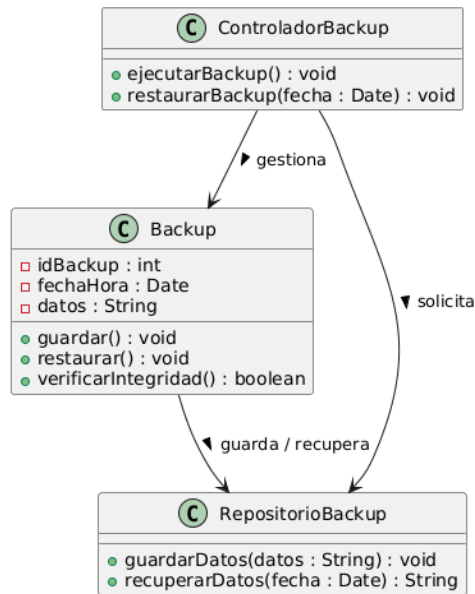 C ControladorBackup
ejecutarBackup() : void
restaurarBackup(fecha : Date) : void
gestiona
C Backup
idBackup : int
fechaHora : Date
datos : String
guardar() : void
restaurar() : void
verificarIntegridad() : boolean
solicita
guarda / recupera
C RepositorioBackup
guardarDatos(datos : String) : void
recuperarDatos(fecha : Date) : String